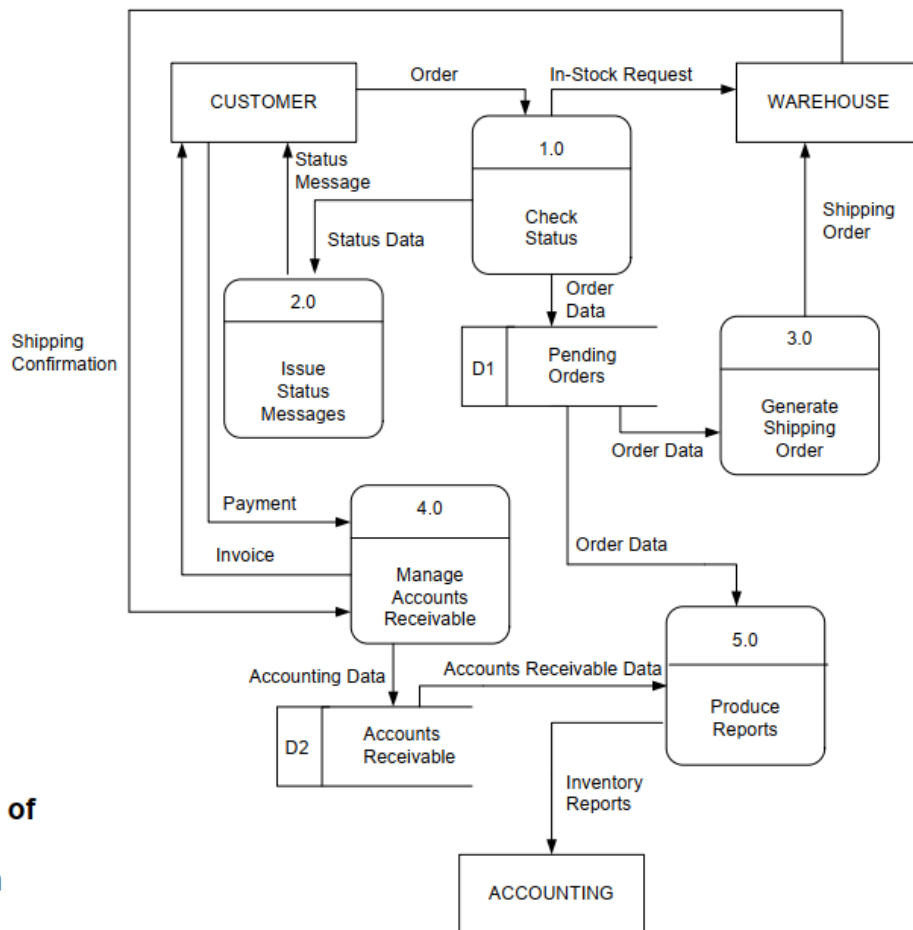 Order
In-Stock Request
CUSTOMER
WAREHOUSE
1.0
Check
Status
Status
Message
Status Data
Shipping
Order
Order
Data
2.0
Issue
Status
Messages
Shipping
Confirmation
D1
Pending
Orders
3.0
Generate
Shipping
Order
Order Data
Payment
4.0
Manage
Accounts
Receivable
Invoice
Order Data
5.0
Produce
Reports
Accounting Data
Accounts Receivable Data
D2
Accounts
Receivable
Inventory
Reports
of
ACCOUNTING